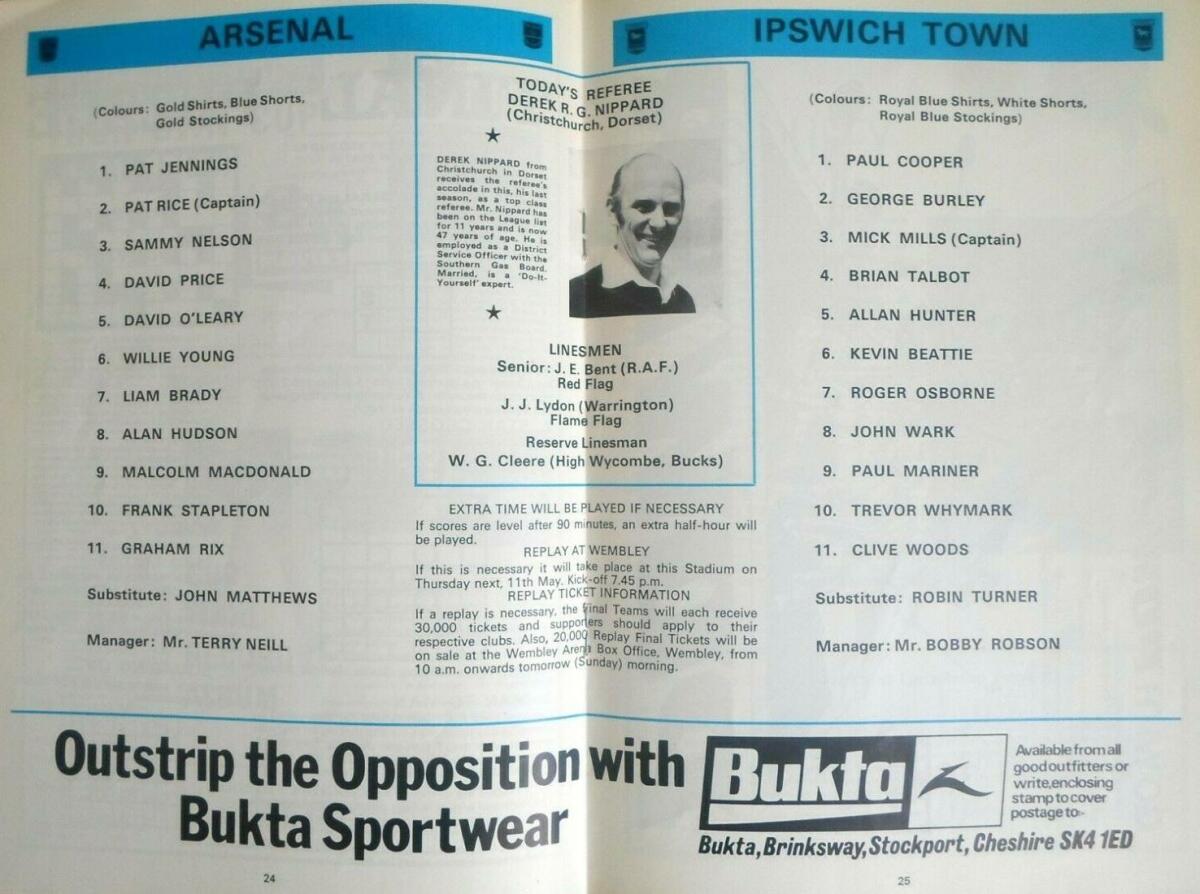 ARSENAL
(Colours: Gold Shirts, Blue Shorts,
Gold Stockings)
1. PAT JENNINGS
2. PAT RICE (Captain)
3. SAMMY NELSON
4. DAVID PRICE
5. DAVID O'LEARY
6. WILLIE YOUNG
7. LIAM BRADY
8. ALAN HUDSON
9. MALCOLM MACDONALD
10. FRANK STAPLETON
11. GRAHAM RIX
Substitute: JOHN MATTHEWS
Manager: Mr. TERRY NEILL
TODAY'S REFEREE
DEREK R. G. NIPPARD
(Christchurch, Dorset)
★
DEREK NIPPARD from
Christchurch in Dorset
receives the referee's
accolade in this, his last
season, as a top class
referee. Mr. Nippard has
been on the League list
for 11 years and is now
47 years of age. He is
employed as a District
Service Officer with the
Southern Gas Board.
Married, is a 'Do-It-
Yourself' expert.
★
LINESMEN
Senior: J. E. Bent (R.A.F.)
Red Flag
J. J. Lydon (Warrington)
Flame Flag
Reserve Linesman
W. G. Cleere (High Wycombe, Bucks)
EXTRA TIME WILL BE PLAYED IF NECESSARY
If scores are level after 90 minutes, an extra half-hour will
be played.
REPLAY AT WEMBLEY
If this is necessary it will take place at this Stadium on
Thursday next, 11th May. Kick-off 7.45 p.m.
REPLAY TICKET INFORMATION
If a replay is necessary, the Final Teams will each receive
30,000 tickets and supporters should apply to their
respective clubs. Also, 20,000 Replay Final Tickets will be
on sale at the Wembley Arena Box Office, Wembley, from
10 a.m. onwards tomorrow (Sunday) morning.
IPSWICH TOWN
(Colours: Royal Blue Shirts, White Shorts,
Royal Blue Stockings)
1. PAUL COOPER
2. GEORGE BURLEY
3. MICK MILLS (Captain)
4. BRIAN TALBOT
5. ALLAN HUNTER
6. KEVIN BEATTIE
7. ROGER OSBORNE
8. JOHN WARK
9. PAUL MARINER
10. TREVOR WHYMARK
11. CLIVE WOODS
Substitute: ROBIN TURNER
Manager: Mr. BOBBY ROBSON
Outstrip the Opposition with
Bukta Sportwear
Bukta
Available from all
good outfitters or
write, enclosing
stamp to cover
postage to:-
Bukta, Brinksway, Stockport, Cheshire SK4 1ED
24
25